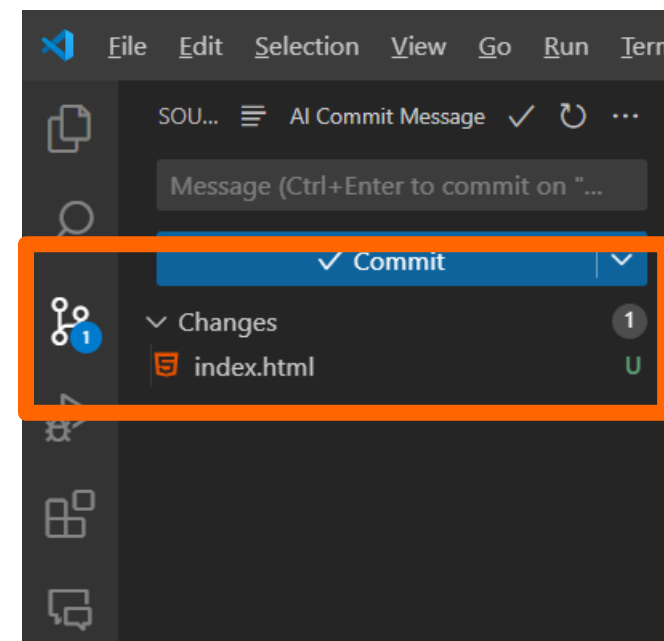 File Edit Selection View Go Run Terr
SOU... AI Commit Message
Message (Ctrl+Enter to commit on "...
Commit
1
Changes 1
index.html U